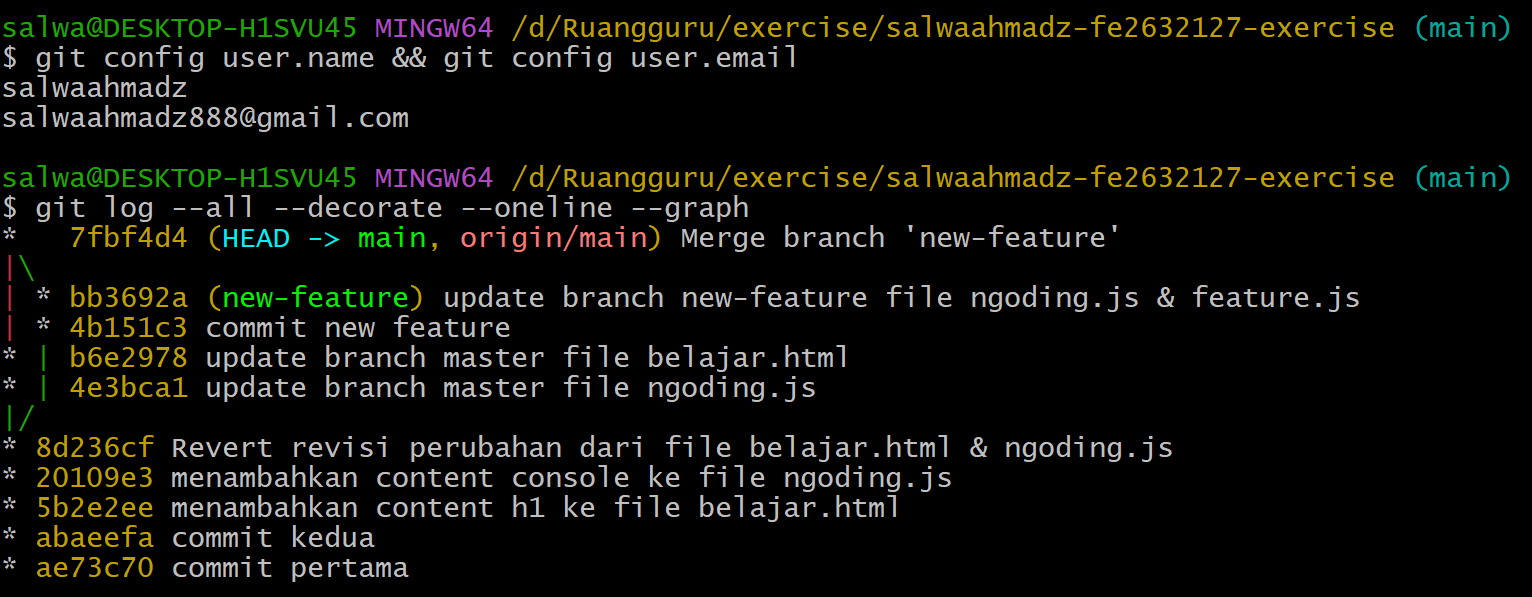 salwa@DESKTOP-H1SVU45 MINGW64 /d/Ruangguru/exercise/salwaahmadz-fe2632127-exercise (main)
$ git config user.name && git config user.email
salwaahmadz
salwaahmadz888@gmail.com
salwa@DESKTOP-H1SVU45 MINGW64 /d/Ruangguru/exercise/salwaahmadz-fe2632127-exercise (main)
$ git log --all --decorate --oneline --graph
*   7fbf4d4 (HEAD -> main, origin/main) Merge branch 'new-feature'
|\
| * bb3692a (new-feature) update branch new-feature file ngoding.js & feature.js
| * 4b151c3 commit new feature
* | b6e2978 update branch master file belajar.html
* | 4e3bca1 update branch master file ngoding.js
|/
* 8d236cf Revert revisi perubahan dari file belajar.html & ngoding.js
* 20109e3 menambahkan content console ke file ngoding.js
* 5b2e2ee menambahkan content h1 ke file belajar.html
* abaeefa commit kedua
* ae73c70 commit pertama